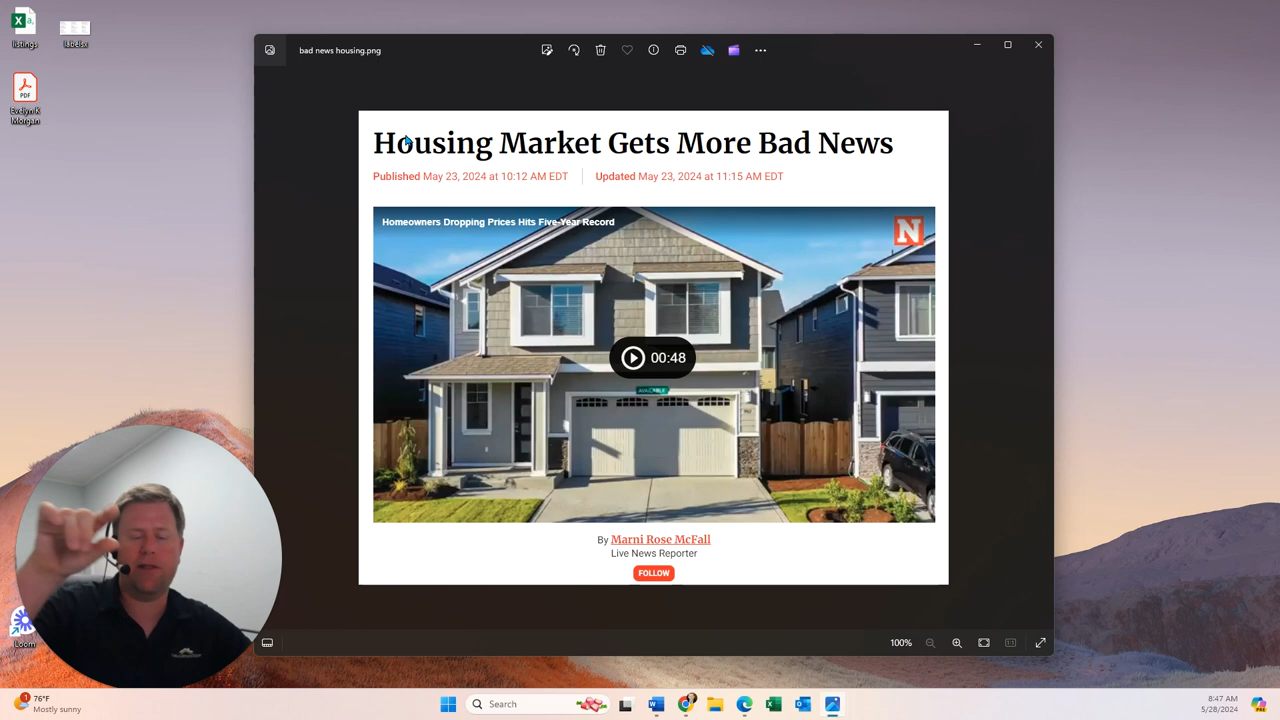 listings
bad news housing.png
Evelyn K
Morgan
PDF
Housing Market Gets More Bad News
Published May 23, 2024 at 10:12 AM EDT
Updated May 23, 2024 at 11:15 AM EDT
Homeowners Dropping Prices Hits Five-Year Record
N
00:48
AVAILABLE
By Marni Rose McFall
Live News Reporter
FOLLOW
Loom
100%
1
76°F
Mostly sunny
Search
8:47 AM
5/28/2024